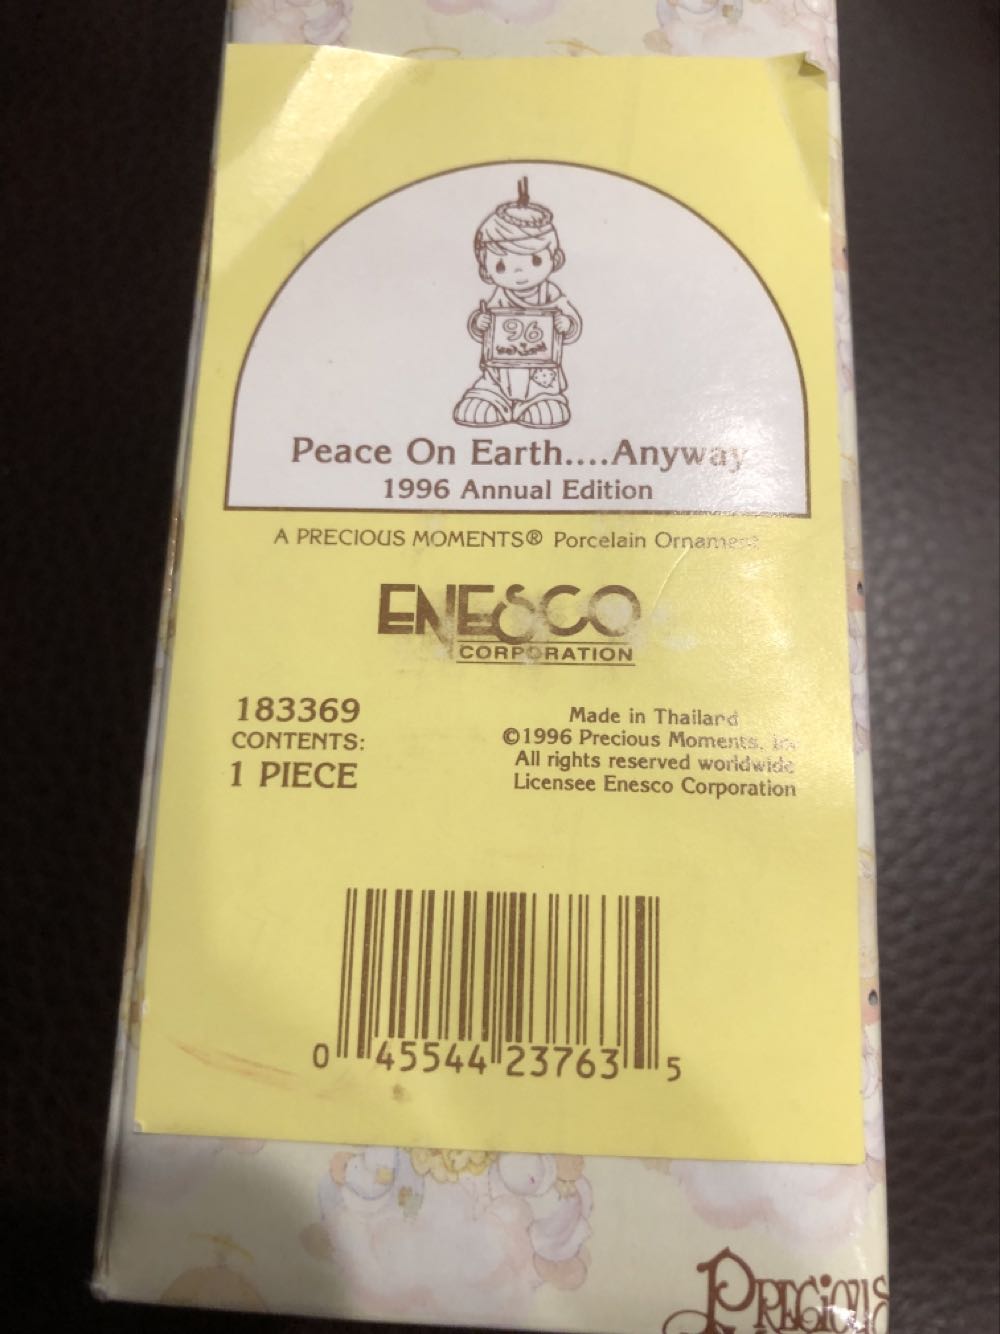 96
Peace On Earth....Anyway
1996 Annual Edition
A PRECIOUS MOMENTS® Porcelain Ornament
ENESCO
CORPORATION
183369
CONTENTS:
1 PIECE
Made in Thailand
©1996 Precious Moments, Inc
All rights reserved worldwide
Licensee Enesco Corporation
0 45544 23763 5
PRECIOUS